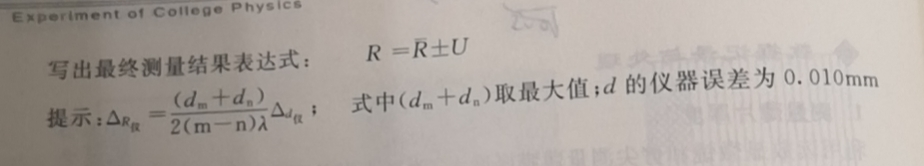 Experiment of College Physics
写出最终测量结果表达式： R = R̄ ± U
提示：Δ_{R仪} = (d_m+d_n) / 2(m−n)λ Δ_{d仪}； 式中(d_m+d_n)取最大值；d 的仪器误差为 0.010mm